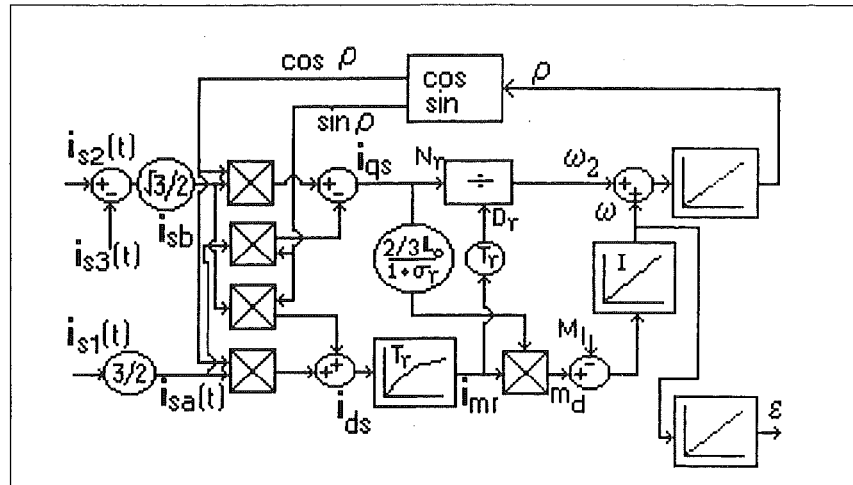 cos ρ
cos
sin
ρ
sin ρ
i_s2(t)
√3/2
i_qs
N_r
÷
ω_2
i_sb
D_r
ω
i_s3(t)
2/3 L_o
1+σ_r
T_r
I
i_s1(t)
M_l
T_r
3/2
i_sa(t)
i_ds
i_mr
m_d
ε